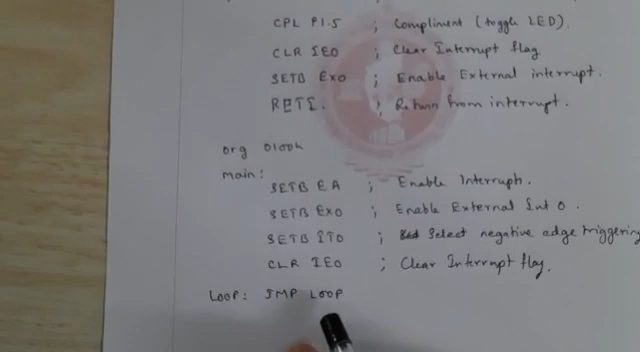 CPL P1.5 ; Compliment (toggle LED).
CLR IE0 ; Clear Interrupt flag
SETB EX0 ; Enable External interrupt.
RETI. ; Return from interrupt.
org 0100h
main:
SETB EA ; Enable Interrupts.
SETB EX0 ; Enable External Int 0.
SETB IT0 ; Select negative edge triggering
CLR IE0 ; Clear Interrupt flag.
LOOP: JMP LOOP